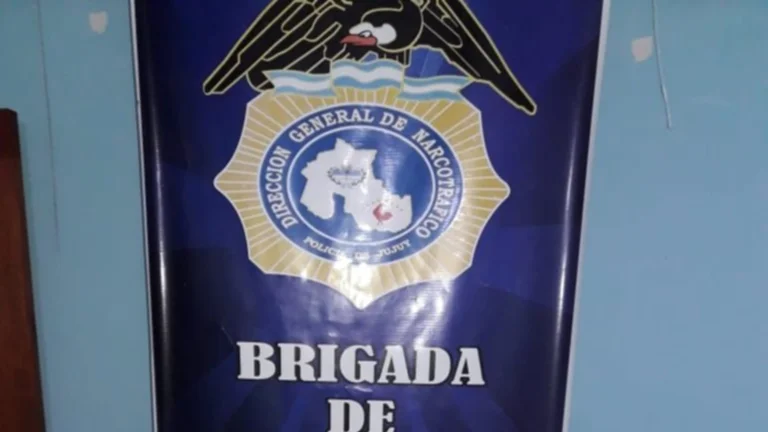 DIRECCION GENERAL DE NARCOTRAFICO
POLICIA DE JUJUY
BRIGADA
DE